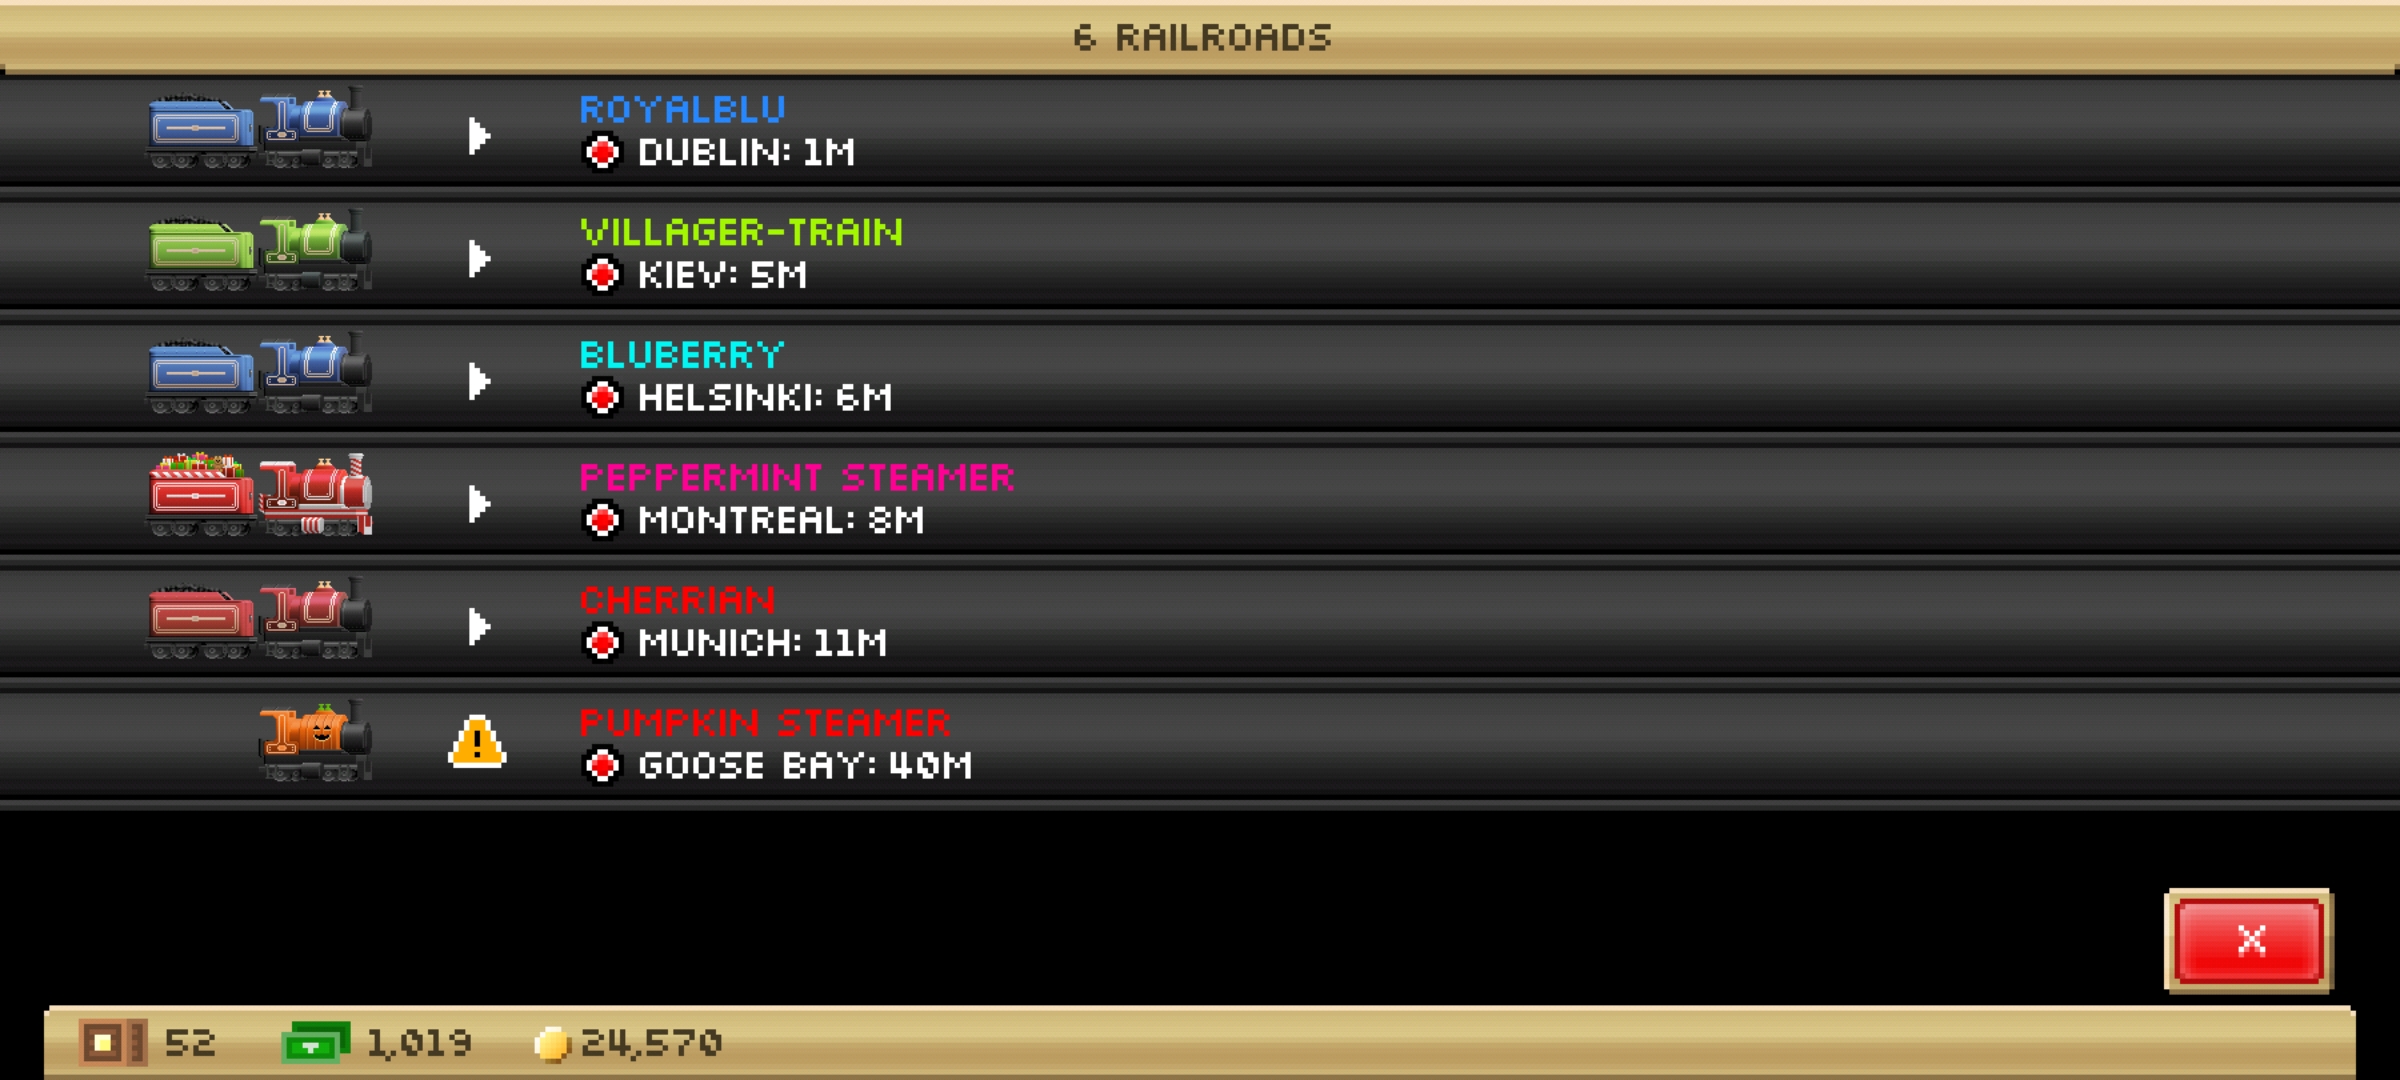 6 RAILROADS
ROYALBLU
DUBLIN: 1M
VILLAGER-TRAIN
KIEV: 5M
BLUBERRY
HELSINKI: 6M
PEPPERMINT STEAMER
MONTREAL: 8M
CHERRIAN
MUNICH: 11M
PUMPKIN STEAMER
GOOSE BAY: 40M
X
52 1,019 24,570